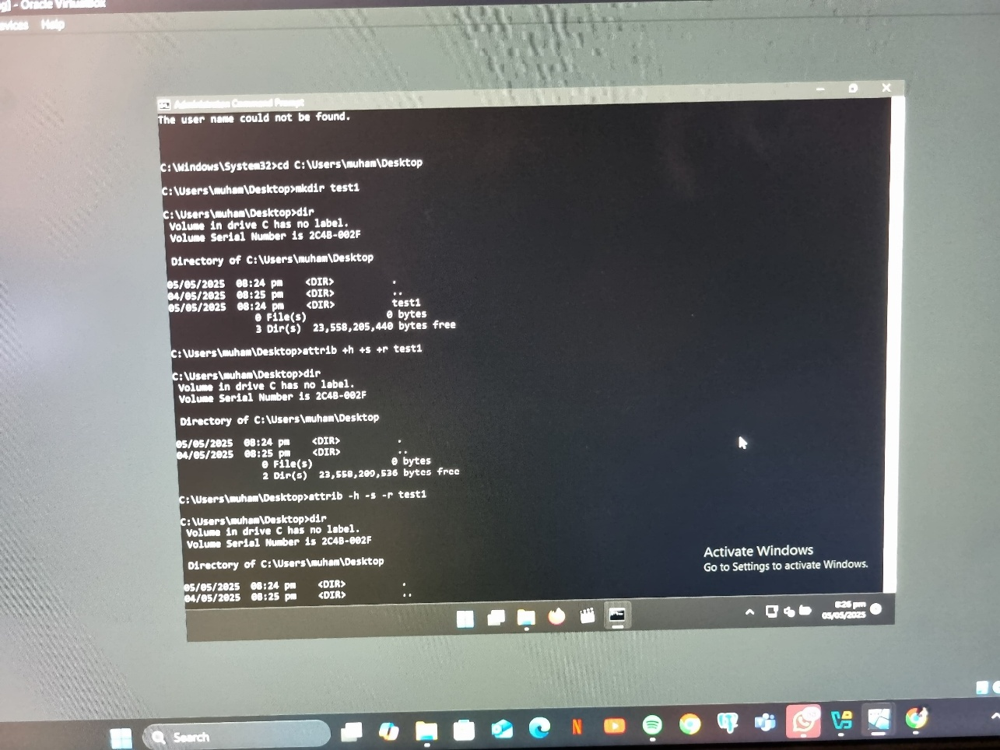 - Oracle VirtualBox
Help
Administrator: Command Prompt
The user name could not be found.
C:\Windows\System32>cd C:\Users\muham\Desktop
C:\Users\muham\Desktop>mkdir test1
C:\Users\muham\Desktop>dir
Volume in drive C has no label.
Volume Serial Number is 2C4B-002F
Directory of C:\Users\muham\Desktop
05/05/2025 08:24 pm <DIR> .
04/05/2025 08:25 pm <DIR> ..
05/05/2025 08:24 pm <DIR> test1
0 File(s) 0 bytes
3 Dir(s) 23,558,205,440 bytes free
C:\Users\muham\Desktop>attrib +h +s +r test1
C:\Users\muham\Desktop>dir
Volume in drive C has no label.
Volume Serial Number is 2C4B-002F
Directory of C:\Users\muham\Desktop
05/05/2025 08:24 pm <DIR> .
04/05/2025 08:25 pm <DIR> ..
0 File(s) 0 bytes
2 Dir(s) 23,558,209,536 bytes free
C:\Users\muham\Desktop>attrib -h -s -r test1
C:\Users\muham\Desktop>dir
Volume in drive C has no label.
Volume Serial Number is 2C4B-002F
Directory of C:\Users\muham\Desktop
05/05/2025 08:24 pm <DIR> .
04/05/2025 08:25 pm <DIR> ..
Activate Windows
Go to Settings to activate Windows.
8:26 pm
05/05/2025
Search